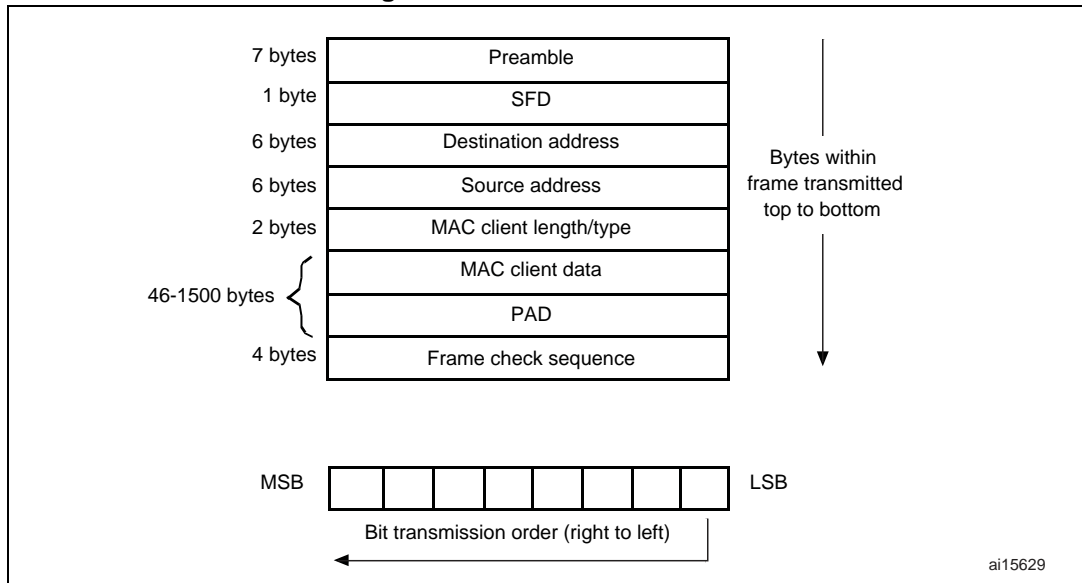 7 bytes Preamble
1 byte SFD
6 bytes Destination address
6 bytes Source address
2 bytes MAC client length/type
46-1500 bytes MAC client data
PAD
4 bytes Frame check sequence
Bytes within
frame transmitted
top to bottom
MSB LSB
Bit transmission order (right to left)
ai15629